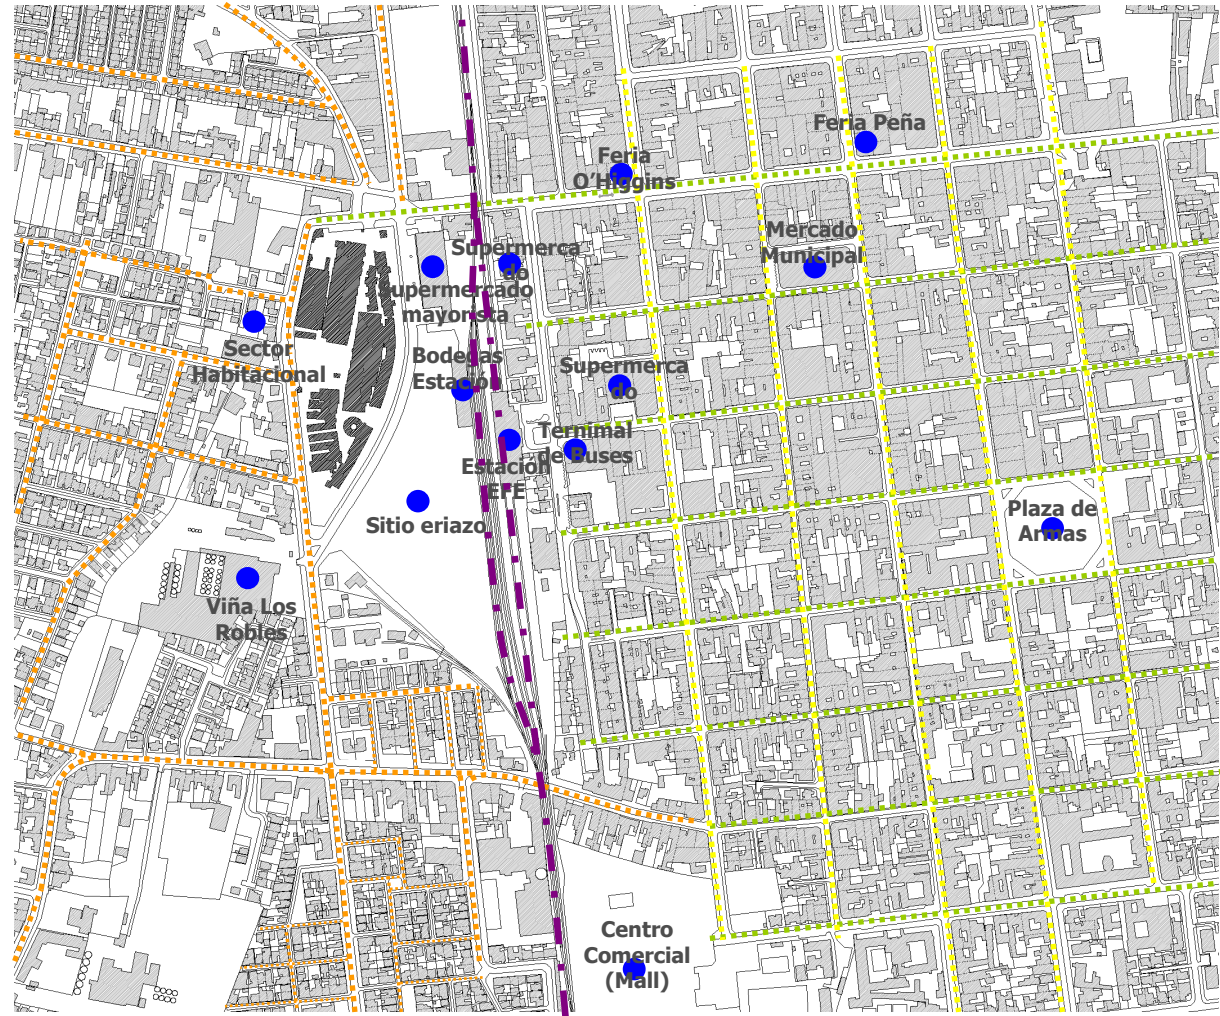 Feria Peña
Feria
O'Higgins
Mercado
Municipal
Supermerca
do
Supermercado
mayorista
Sector
Habitacional
Bodegas
Estación
Supermerca
do
Terminal
de Buses
Estación
EFE
Sitio eriazo
Plaza de
Armas
Viña Los
Robles
Centro
Comercial
(Mall)